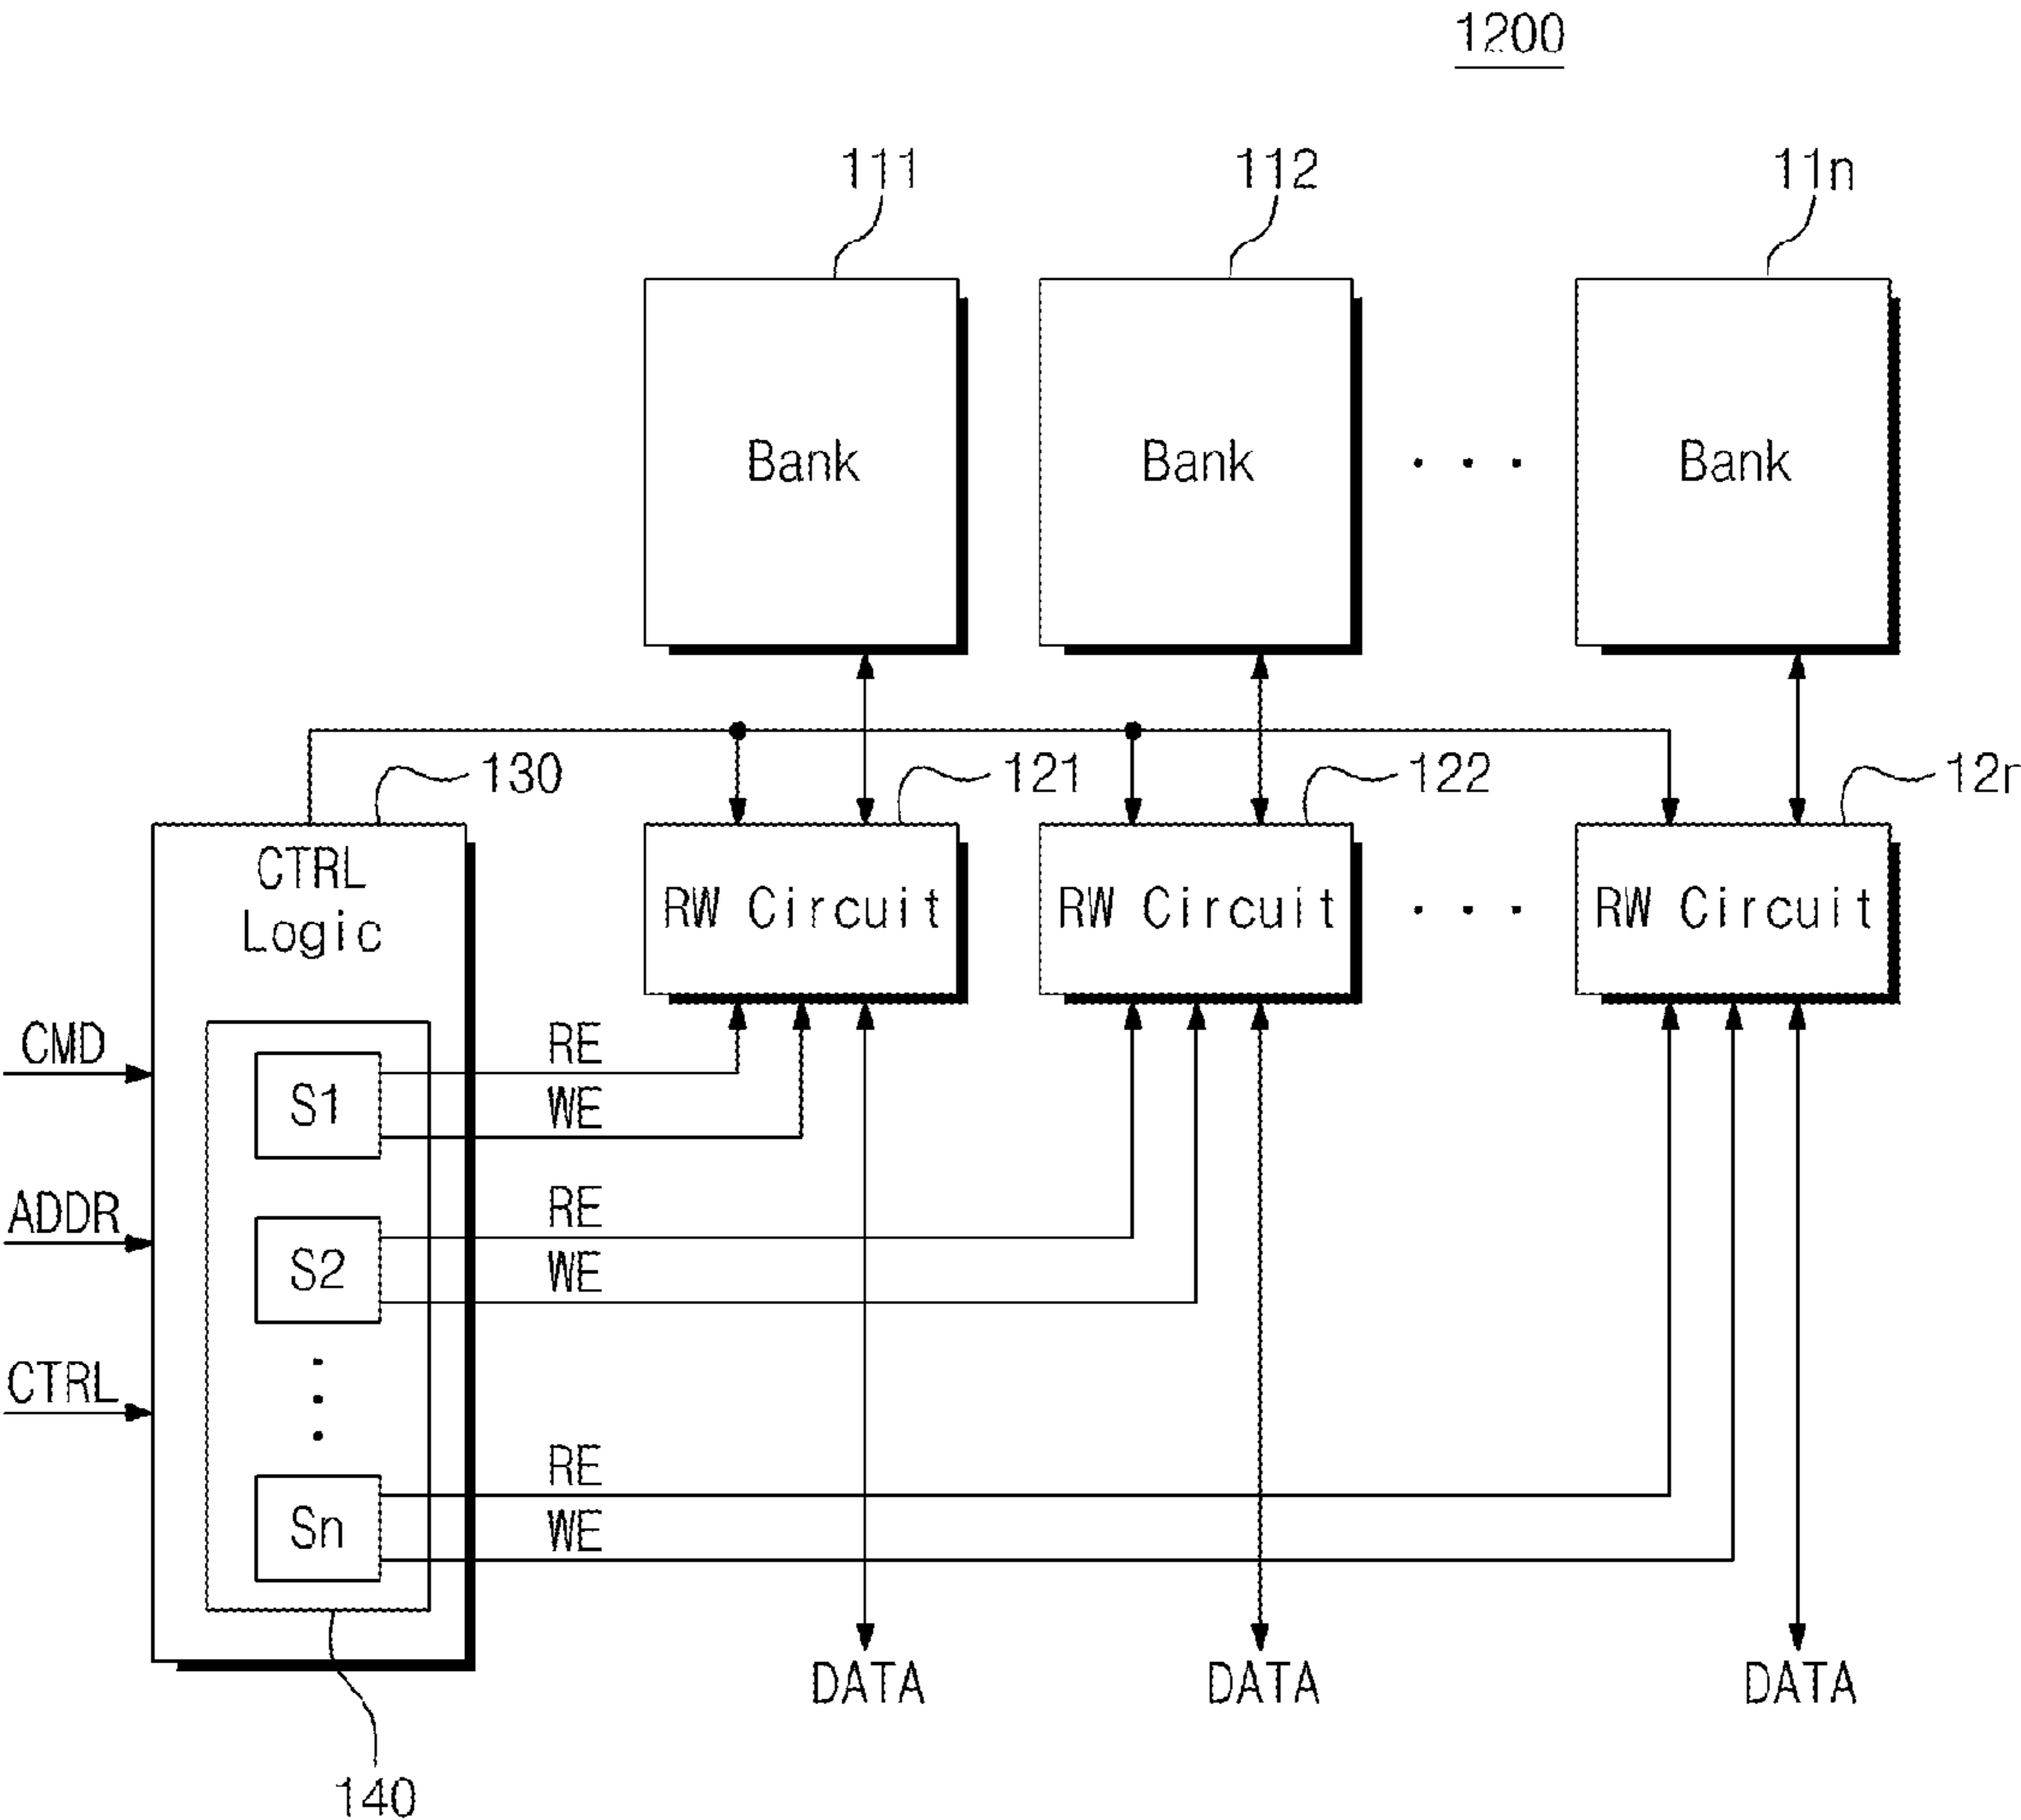 1200
111
112
11n
Bank
Bank
. . .
Bank
130
121
122
12r
CTRL
Logic
RW Circuit
RW Circuit
. . .
RW Circuit
CMD
S1
RE
WE
ADDR
S2
RE
WE
CTRL
Sn
RE
WE
DATA
DATA
DATA
140